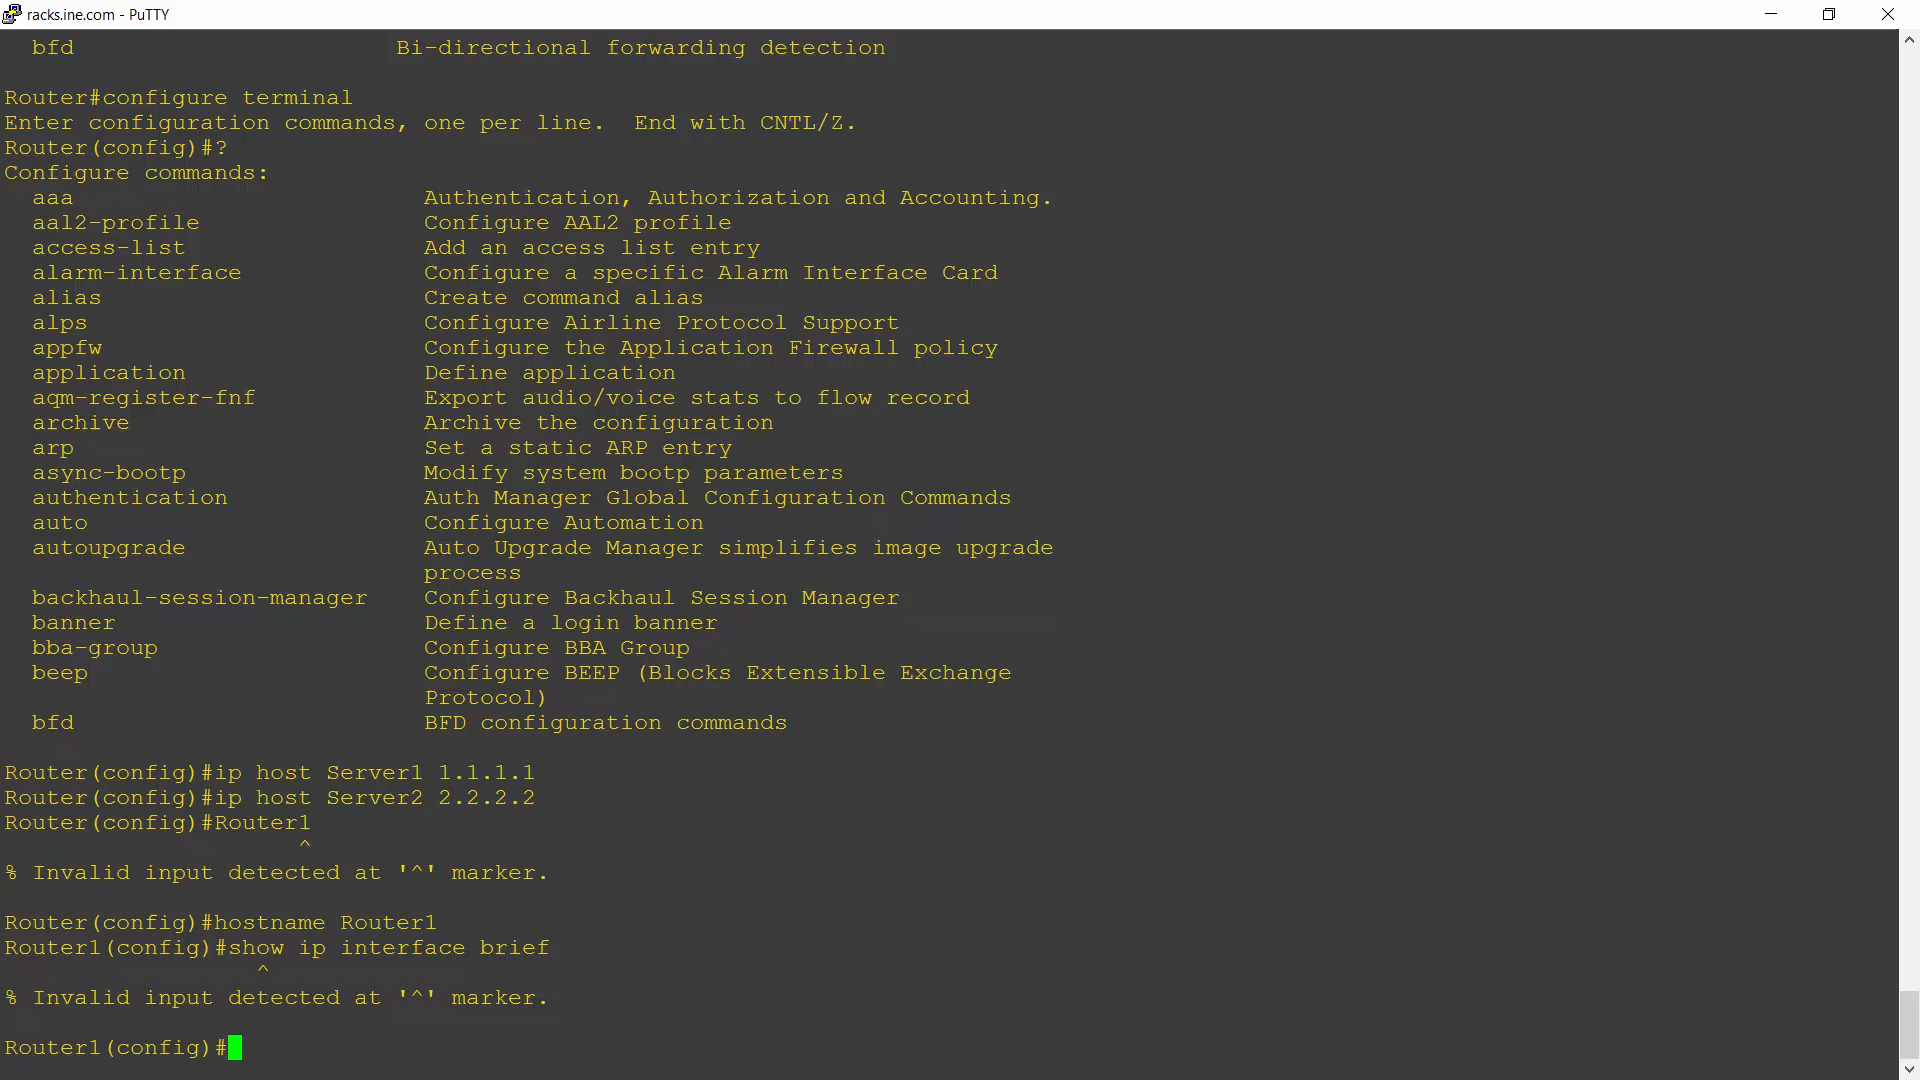 racks.ine.com - PuTTY
bfd Bi-directional forwarding detection
Router#configure terminal
Enter configuration commands, one per line. End with CNTL/Z.
Router(config)#?
Configure commands:
aaa Authentication, Authorization and Accounting.
aal2-profile Configure AAL2 profile
access-list Add an access list entry
alarm-interface Configure a specific Alarm Interface Card
alias Create command alias
alps Configure Airline Protocol Support
appfw Configure the Application Firewall policy
application Define application
aqm-register-fnf Export audio/voice stats to flow record
archive Archive the configuration
arp Set a static ARP entry
async-bootp Modify system bootp parameters
authentication Auth Manager Global Configuration Commands
auto Configure Automation
autoupgrade Auto Upgrade Manager simplifies image upgrade
process
backhaul-session-manager Configure Backhaul Session Manager
banner Define a login banner
bba-group Configure BBA Group
beep Configure BEEP (Blocks Extensible Exchange
Protocol)
bfd BFD configuration commands
Router(config)#ip host Server1 1.1.1.1
Router(config)#ip host Server2 2.2.2.2
Router(config)#Router1
^
% Invalid input detected at '^' marker.
Router(config)#hostname Router1
Router1(config)#show ip interface brief
^
% Invalid input detected at '^' marker.
Router1(config)#